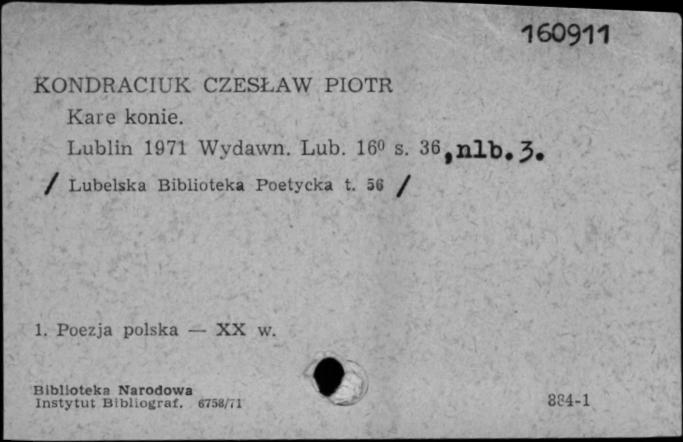 160911
KONDRACIUK CZESŁAW PIOTR
Kare konie.
Lublin 1971 Wydawn. Lub. 16⁰ s. 36, nlb. 3.
/ Lubelska Biblioteka Poetycka t. 56 /
1. Poezja polska — XX w.
Biblioteka Narodowa
Instytut Bibliograf. 6758/71
884-1